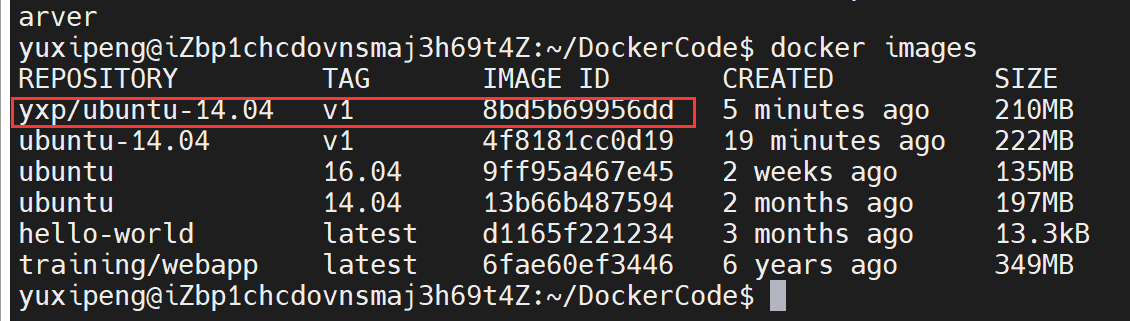 arver
yuxipeng@iZbp1chcdovnsmaj3h69t4Z:~/DockerCode$ docker images
REPOSITORY TAG IMAGE ID CREATED SIZE
yxp/ubuntu-14.04 v1 8bd5b69956dd 5 minutes ago 210MB
ubuntu-14.04 v1 4f8181cc0d19 19 minutes ago 222MB
ubuntu 16.04 9ff95a467e45 2 weeks ago 135MB
ubuntu 14.04 13b66b487594 2 months ago 197MB
hello-world latest d1165f221234 3 months ago 13.3kB
training/webapp latest 6fae60ef3446 6 years ago 349MB
yuxipeng@iZbp1chcdovnsmaj3h69t4Z:~/DockerCode$